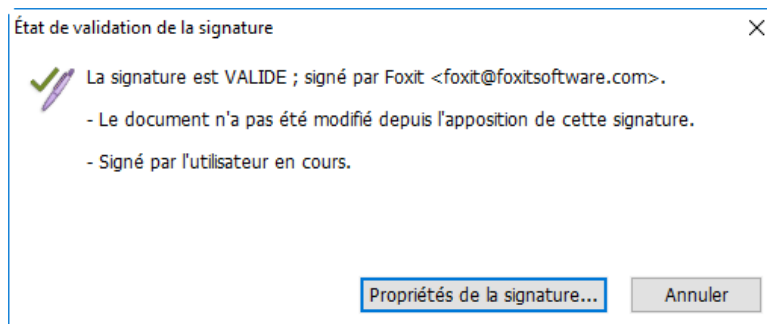 État de validation de la signature
La signature est VALIDE ; signé par Foxit <foxit@foxitsoftware.com>.
- Le document n'a pas été modifié depuis l'apposition de cette signature.
- Signé par l'utilisateur en cours.
Propriétés de la signature... Annuler